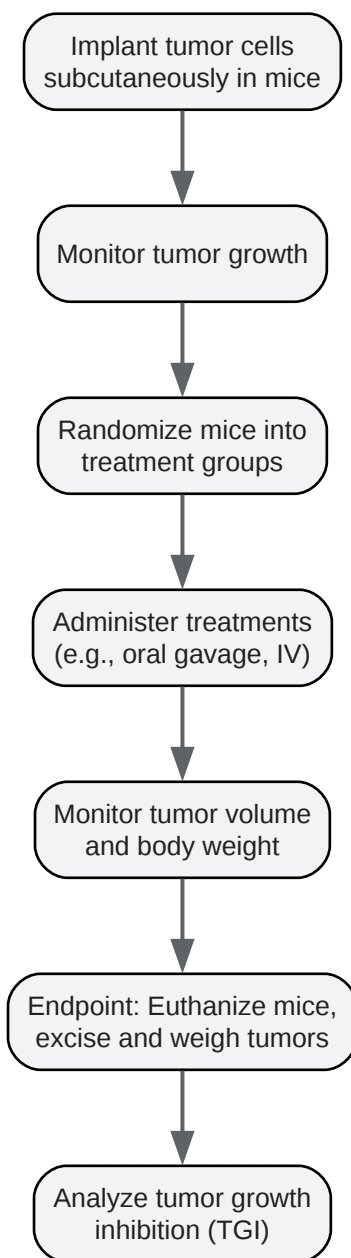 Implant tumor cells
subcutaneously in mice
Monitor tumor growth
Randomize mice into
treatment groups
Administer treatments
(e.g., oral gavage, IV)
Monitor tumor volume
and body weight
Endpoint: Euthanize mice,
excise and weigh tumors
Analyze tumor growth
inhibition (TGI)